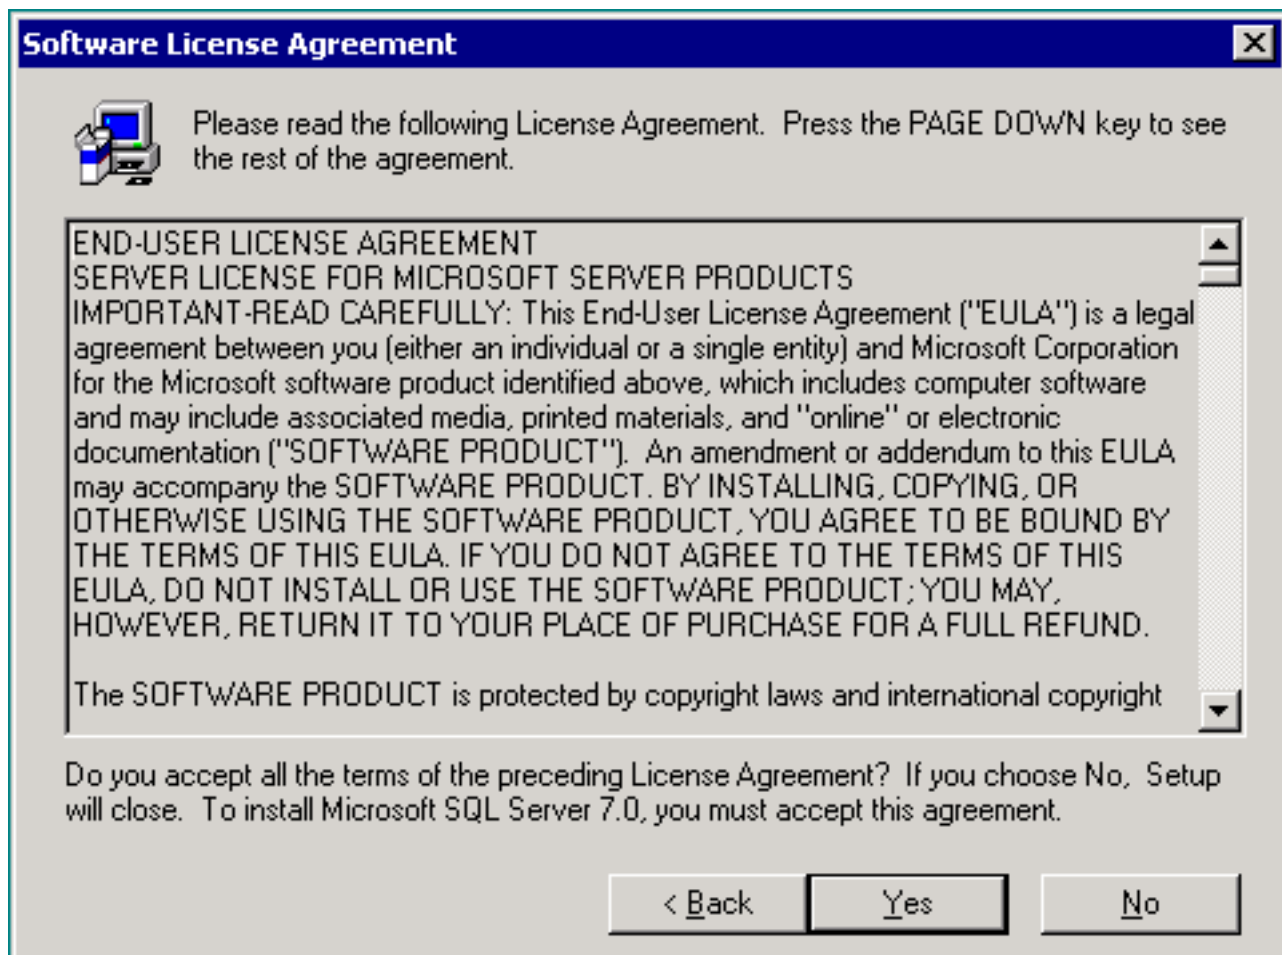 Software License Agreement
Please read the following License Agreement.  Press the PAGE DOWN key to see
the rest of the agreement.
END-USER LICENSE AGREEMENT
SERVER LICENSE FOR MICROSOFT SERVER PRODUCTS
IMPORTANT-READ CAREFULLY: This End-User License Agreement ("EULA") is a legal
agreement between you (either an individual or a single entity) and Microsoft Corporation
for the Microsoft software product identified above, which includes computer software
and may include associated media, printed materials, and "online" or electronic
documentation ("SOFTWARE PRODUCT").  An amendment or addendum to this EULA
may accompany the SOFTWARE PRODUCT. BY INSTALLING, COPYING, OR
OTHERWISE USING THE SOFTWARE PRODUCT, YOU AGREE TO BE BOUND BY
THE TERMS OF THIS EULA. IF YOU DO NOT AGREE TO THE TERMS OF THIS
EULA, DO NOT INSTALL OR USE THE SOFTWARE PRODUCT; YOU MAY,
HOWEVER, RETURN IT TO YOUR PLACE OF PURCHASE FOR A FULL REFUND.
The SOFTWARE PRODUCT is protected by copyright laws and international copyright
Do you accept all the terms of the preceding License Agreement?  If you choose No,  Setup
will close.  To install Microsoft SQL Server 7.0, you must accept this agreement.
< Back
Yes
No